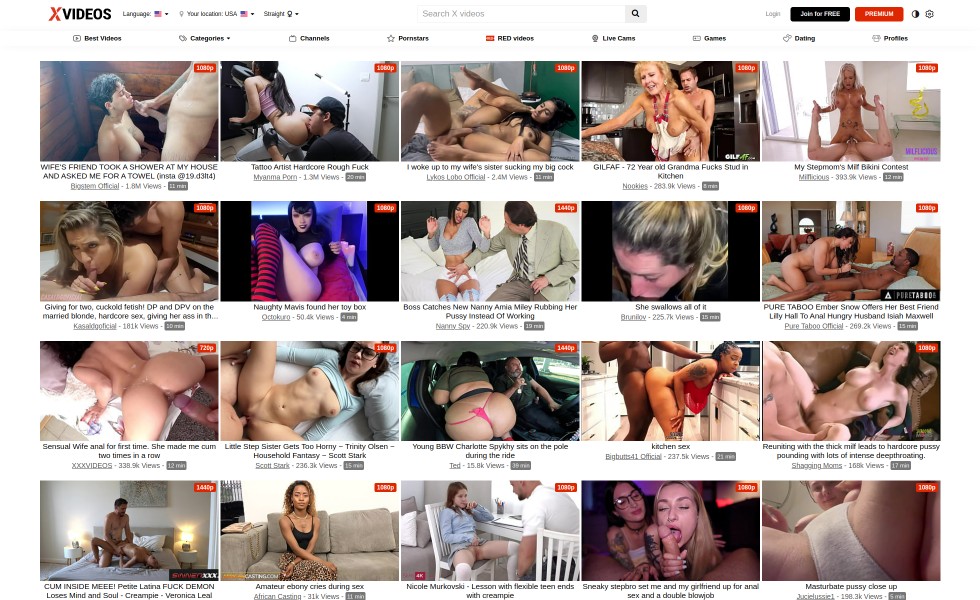 XVIDEOS
Language:
Your location: USA
Straight
Search X videos
Login
Join for FREE
PREMIUM
Best Videos
Categories
Channels
Pornstars
RED videos
Live Cams
Games
Dating
Profiles
1080p
WIFE'S FRIEND TOOK A SHOWER AT MY HOUSE
AND ASKED ME FOR A TOWEL (insta @19.d3lt4)
Bigstem Official - 1.8M Views - 11 min
1080p
Tattoo Artist Hardcore Rough Fuck
Myanma Porn - 1.3M Views - 20 min
1080p
I woke up to my wife's sister sucking my big cock
Lykos Lobo Official - 2.4M Views - 11 min
1080p
GILFAF
GILFAF - 72 Year old Grandma Fucks Stud in
Kitchen
Nookies - 283.9k Views - 8 min
1080p
MILFLICIOUS
My Stepmom's Milf Bikini Contest
Milflicious - 393.9k Views - 12 min
1080p
Giving for two, cuckold fetish! DP and DPV on the
married blonde, hardcore sex, giving her ass in th...
Kasaldgoficial - 181k Views - 10 min
1080p
Naughty Mavis found her toy box
Octokuro - 50.4k Views - 4 min
1440p
Boss Catches New Nanny Amia Miley Rubbing Her
Pussy Instead Of Working
Nanny Spy - 220.9k Views - 19 min
1080p
She swallows all of it
Brunilov - 225.7k Views - 15 min
1080p
PURETABOO
PURE TABOO Ember Snow Offers Her Best Friend
Lilly Hall To Anal Hungry Husband Isiah Maxwell
Pure Taboo Official - 269.2k Views - 15 min
720p
Sensual Wife anal for first time. She made me cum
two times in a row
XXXVIDEOS - 338.9k Views - 12 min
1080p
Little Step Sister Gets Too Horny ~ Trinity Olsen ~
Household Fantasy ~ Scott Stark
Scott Stark - 236.3k Views - 15 min
1440p
Young BBW Charlotte Spykhy sits on the pole
during the ride
Ted - 15.8k Views - 39 min
kitchen sex
Bigbutts41 Official - 237.5k Views - 21 min
1080p
Reuniting with the thick milf leads to hardcore pussy
pounding with lots of intense deepthroating.
Shagging Moms - 168k Views - 17 min
1440p
CUM INSIDE MEEE! Petite Latina FUCK DEMON
Loses Mind and Soul - Creampie - Veronica Leal
1080p
Amateur ebony cries during sex
African Casting - 31k Views - 11 min
1080p
4K
Nicole Murkovski - Lesson with flexible teen ends
with creampie
1080p
Sneaky stepbro set me and my girlfriend up for anal
sex and a double blowjob
1080p
Masturbate pussy close up
Jucielussie1 - 198.3k Views - 5 min